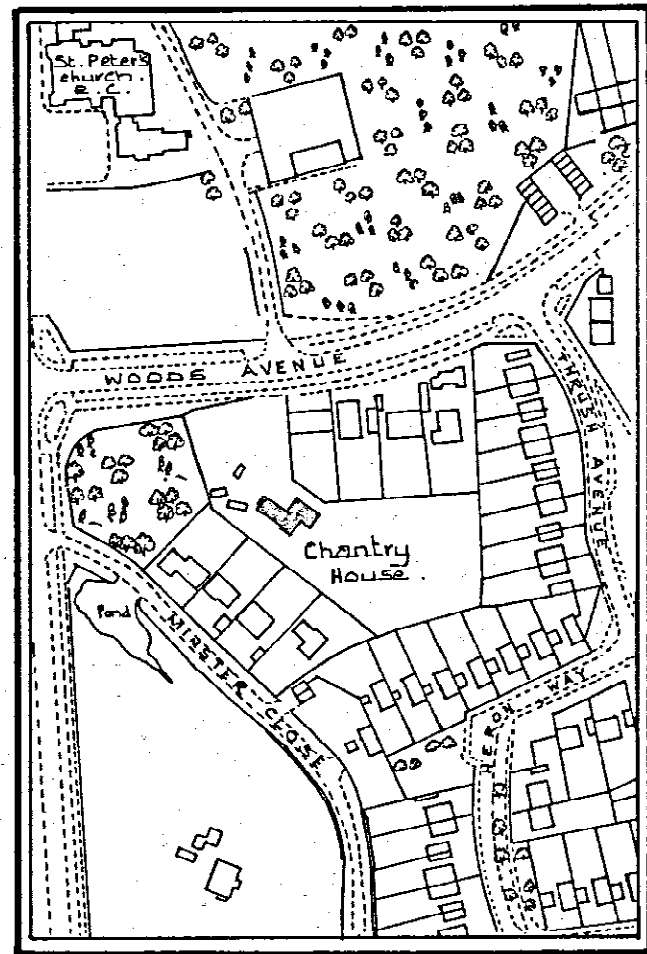 St. Peter's
church.
R.C.
WOODS AVENUE
THRUSH AVENUE
Chantry
House.
Pond
MINSTER CLOSE
HERON WAY